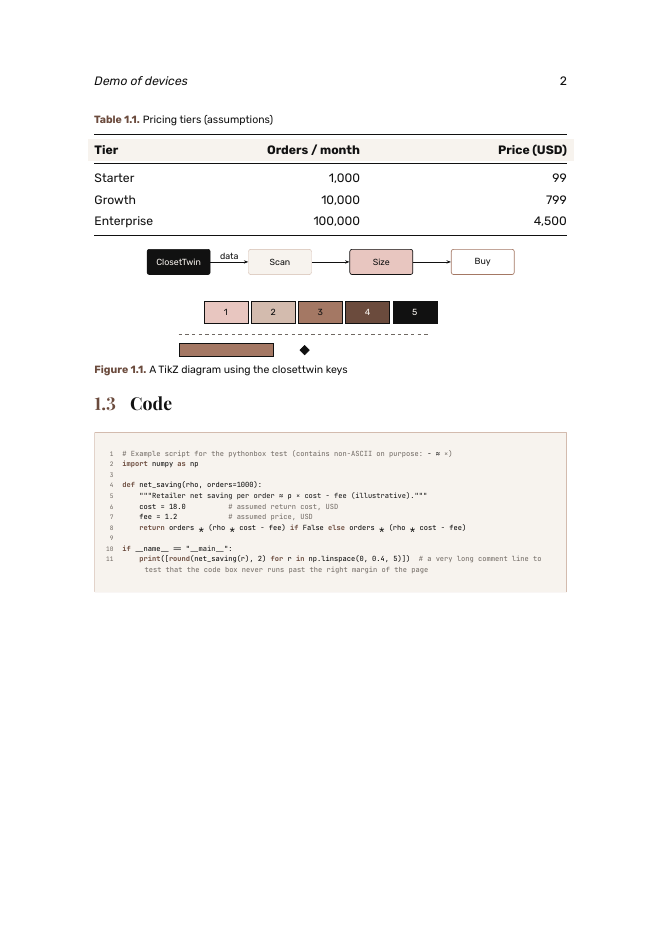 Demo of devices 2
Table 1.1. Pricing tiers (assumptions)
Tier Orders / month Price (USD)
Starter 1,000 99
Growth 10,000 799
Enterprise 100,000 4,500
ClosetTwin data Scan Size Buy
1 2 3 4 5
Figure 1.1. A TikZ diagram using the closettwin keys
1.3 Code
1 # Example script for the pythonbox test (contains non-ASCII on purpose: – ≈ ×)
2 import numpy as np
3
4 def net_saving(rho, orders=1000):
5 """Retailer net saving per order ≈ ρ × cost - fee (illustrative)."""
6 cost = 18.0 # assumed return cost, USD
7 fee = 1.2 # assumed price, USD
8 return orders * (rho * cost - fee) if False else orders * (rho * cost - fee)
9
10 if __name__ == "__main__":
11 print([round(net_saving(r), 2) for r in np.linspace(0, 0.4, 5)]) # a very long comment line to
test that the code box never runs past the right margin of the page